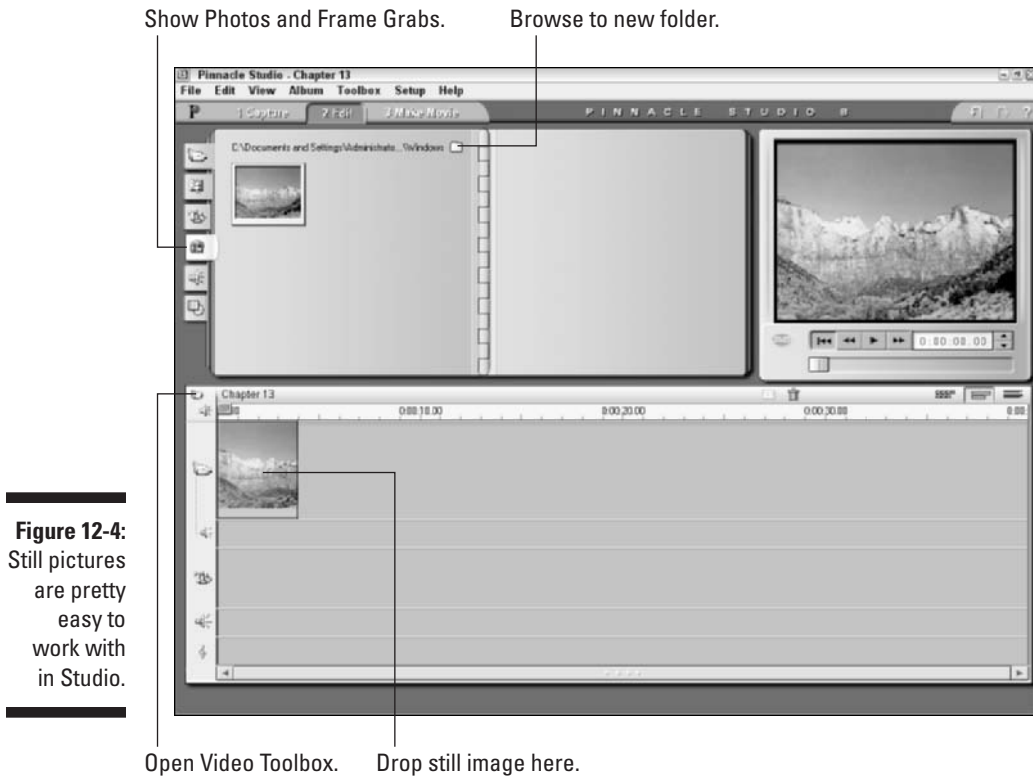 Show Photos and Frame Grabs.
Browse to new folder.
Pinnacle Studio - Chapter 13
File Edit View Album Toolbox Setup Help
P 1 Capture 2 Edit 3 Make Movie PINNACLE STUDIO 8 ?
C:\Documents and Settings\Administrato... \Windows
0:00:00.00
Chapter 13
0:00;10.00 0:00;20.00 0:00;30.00 0:00
Figure 12-4:
Still pictures
are pretty
easy to
work with
in Studio.
Open Video Toolbox.
Drop still image here.